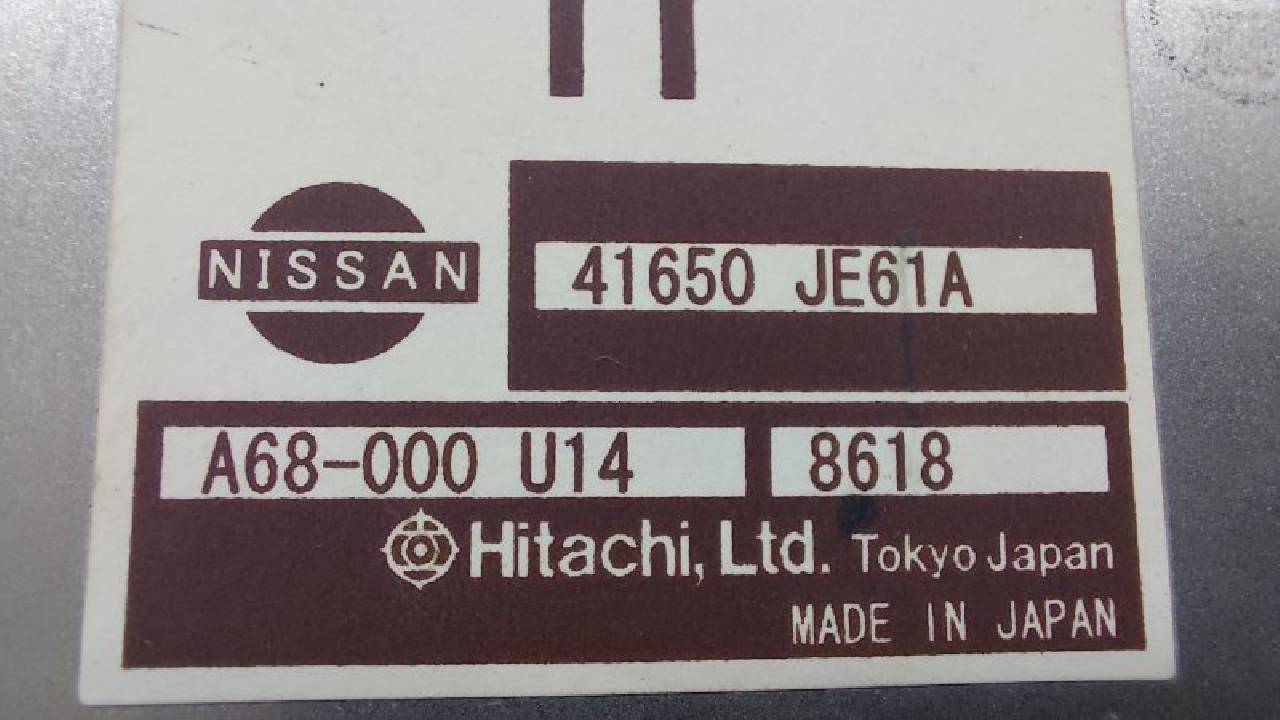 NISSAN
41650 JE61A
A68-000 U14 8618
Hitachi, Ltd. Tokyo Japan
MADE IN JAPAN